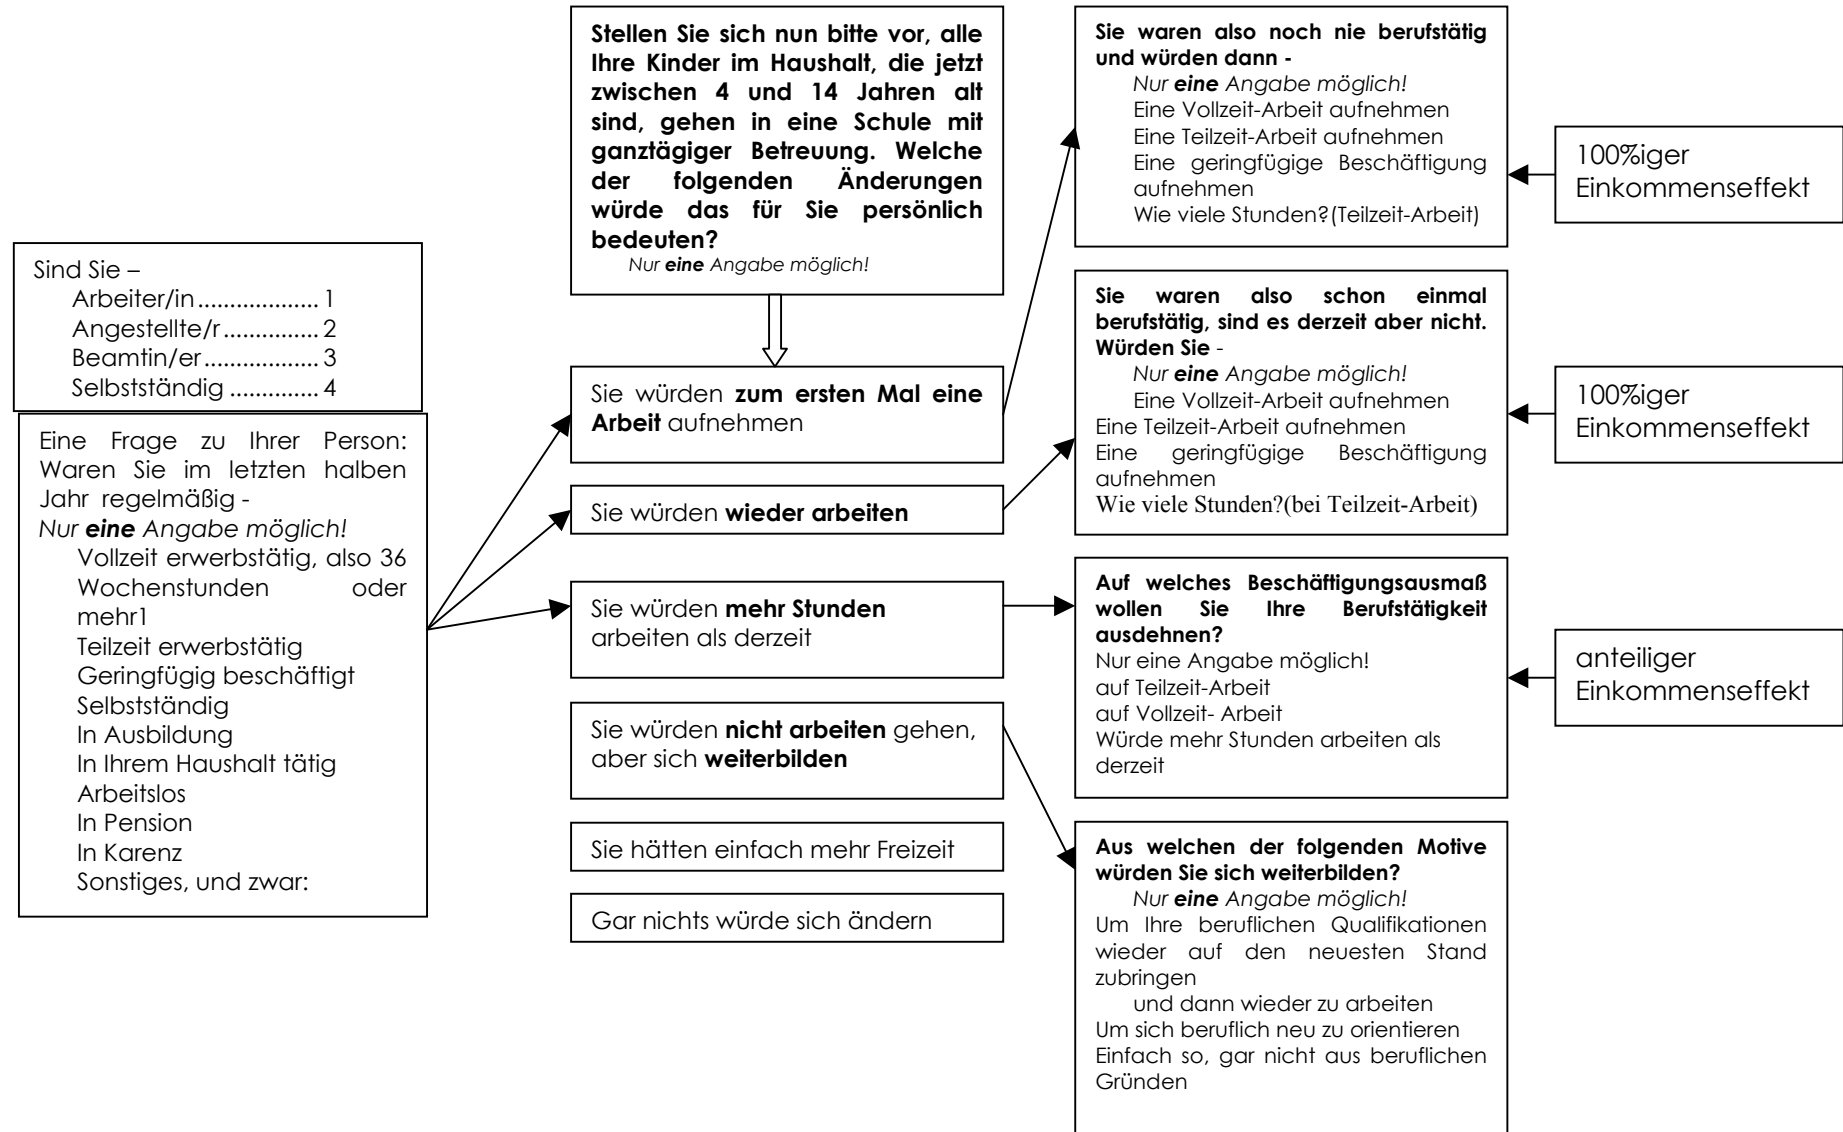 Sind Sie –
Arbeiter/in ................... 1
Angestellte/r ............... 2
Beamtin/er .................. 3
Selbstständig .............. 4
Eine Frage zu Ihrer Person:
Waren Sie im letzten halben
Jahr regelmäßig -
Nur eine Angabe möglich!
Vollzeit erwerbstätig, also 36
Wochenstunden oder
mehr1
Teilzeit erwerbstätig
Geringfügig beschäftigt
Selbstständig
In Ausbildung
In Ihrem Haushalt tätig
Arbeitslos
In Pension
In Karenz
Sonstiges, und zwar:
Stellen Sie sich nun bitte vor, alle
Ihre Kinder im Haushalt, die jetzt
zwischen 4 und 14 Jahren alt
sind, gehen in eine Schule mit
ganztägiger Betreuung. Welche
der folgenden Änderungen
würde das für Sie persönlich
bedeuten?
Nur eine Angabe möglich!
Sie würden zum ersten Mal eine
Arbeit aufnehmen
Sie würden wieder arbeiten
Sie würden mehr Stunden
arbeiten als derzeit
Sie würden nicht arbeiten gehen,
aber sich weiterbilden
Sie hätten einfach mehr Freizeit
Gar nichts würde sich ändern
Sie waren also noch nie berufstätig
und würden dann -
Nur eine Angabe möglich!
Eine Vollzeit-Arbeit aufnehmen
Eine Teilzeit-Arbeit aufnehmen
Eine geringfügige Beschäftigung
aufnehmen
Wie viele Stunden?(Teilzeit-Arbeit)
Sie waren also schon einmal
berufstätig, sind es derzeit aber nicht.
Würden Sie -
Nur eine Angabe möglich!
Eine Vollzeit-Arbeit aufnehmen
Eine Teilzeit-Arbeit aufnehmen
Eine geringfügige Beschäftigung
aufnehmen
Wie viele Stunden?(bei Teilzeit-Arbeit)
Auf welches Beschäftigungsausmaß
wollen Sie Ihre Berufstätigkeit
ausdehnen?
Nur eine Angabe möglich!
auf Teilzeit-Arbeit
auf Vollzeit- Arbeit
Würde mehr Stunden arbeiten als
derzeit
Aus welchen der folgenden Motive
würden Sie sich weiterbilden?
Nur eine Angabe möglich!
Um Ihre beruflichen Qualifikationen
wieder auf den neuesten Stand
zubringen
und dann wieder zu arbeiten
Um sich beruflich neu zu orientieren
Einfach so, gar nicht aus beruflichen
Gründen
100%iger
Einkommenseffekt
100%iger
Einkommenseffekt
anteiliger
Einkommenseffekt